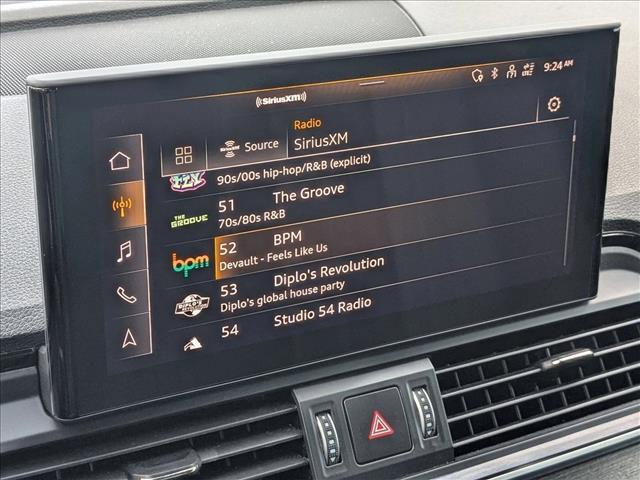 ((SiriusXM))
9:24 AM
Radio
Source
SiriusXM
90s/00s hip-hop/R&B (explicit)
51 The Groove
THE GROOVE
70s/80s R&B
52 BPM
bpm
Devault - Feels Like Us
53 Diplo's Revolution
DIPLO'S
Diplo's global house party
54 Studio 54 Radio